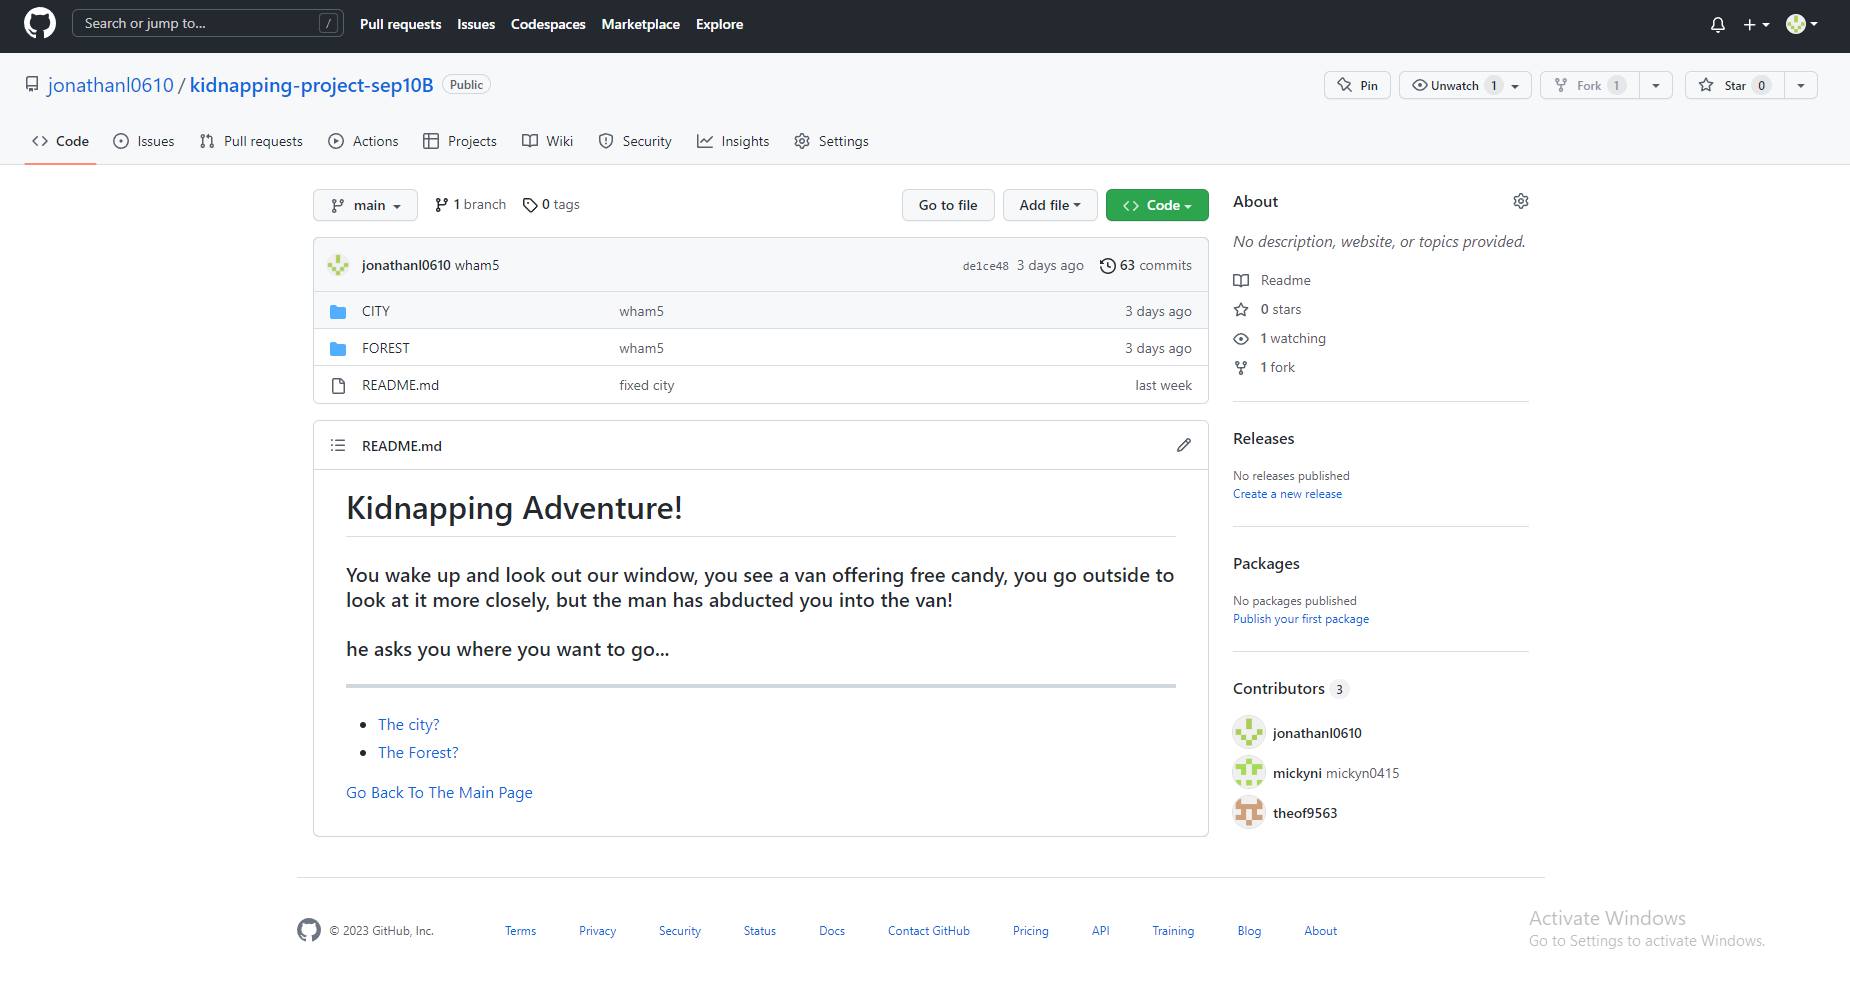 Search or jump to... /
Pull requests Issues Codespaces Marketplace Explore
jonathanl0610 / kidnapping-project-sep10B Public
Pin Unwatch 1 Fork 1 Star 0
Code Issues Pull requests Actions Projects Wiki Security Insights Settings
main 1 branch 0 tags Go to file Add file Code
jonathanl0610 wham5 de1ce48 3 days ago 63 commits
CITY wham5 3 days ago
FOREST wham5 3 days ago
README.md fixed city last week
README.md
Kidnapping Adventure!
You wake up and look out our window, you see a van offering free candy, you go outside to
look at it more closely, but the man has abducted you into the van!
he asks you where you want to go...
The city?
The Forest?
Go Back To The Main Page
About
No description, website, or topics provided.
Readme
0 stars
1 watching
1 fork
Releases
No releases published
Create a new release
Packages
No packages published
Publish your first package
Contributors 3
jonathanl0610
mickyni mickyn0415
theof9563
© 2023 GitHub, Inc. Terms Privacy Security Status Docs Contact GitHub Pricing API Training Blog About
Activate Windows
Go to Settings to activate Windows.